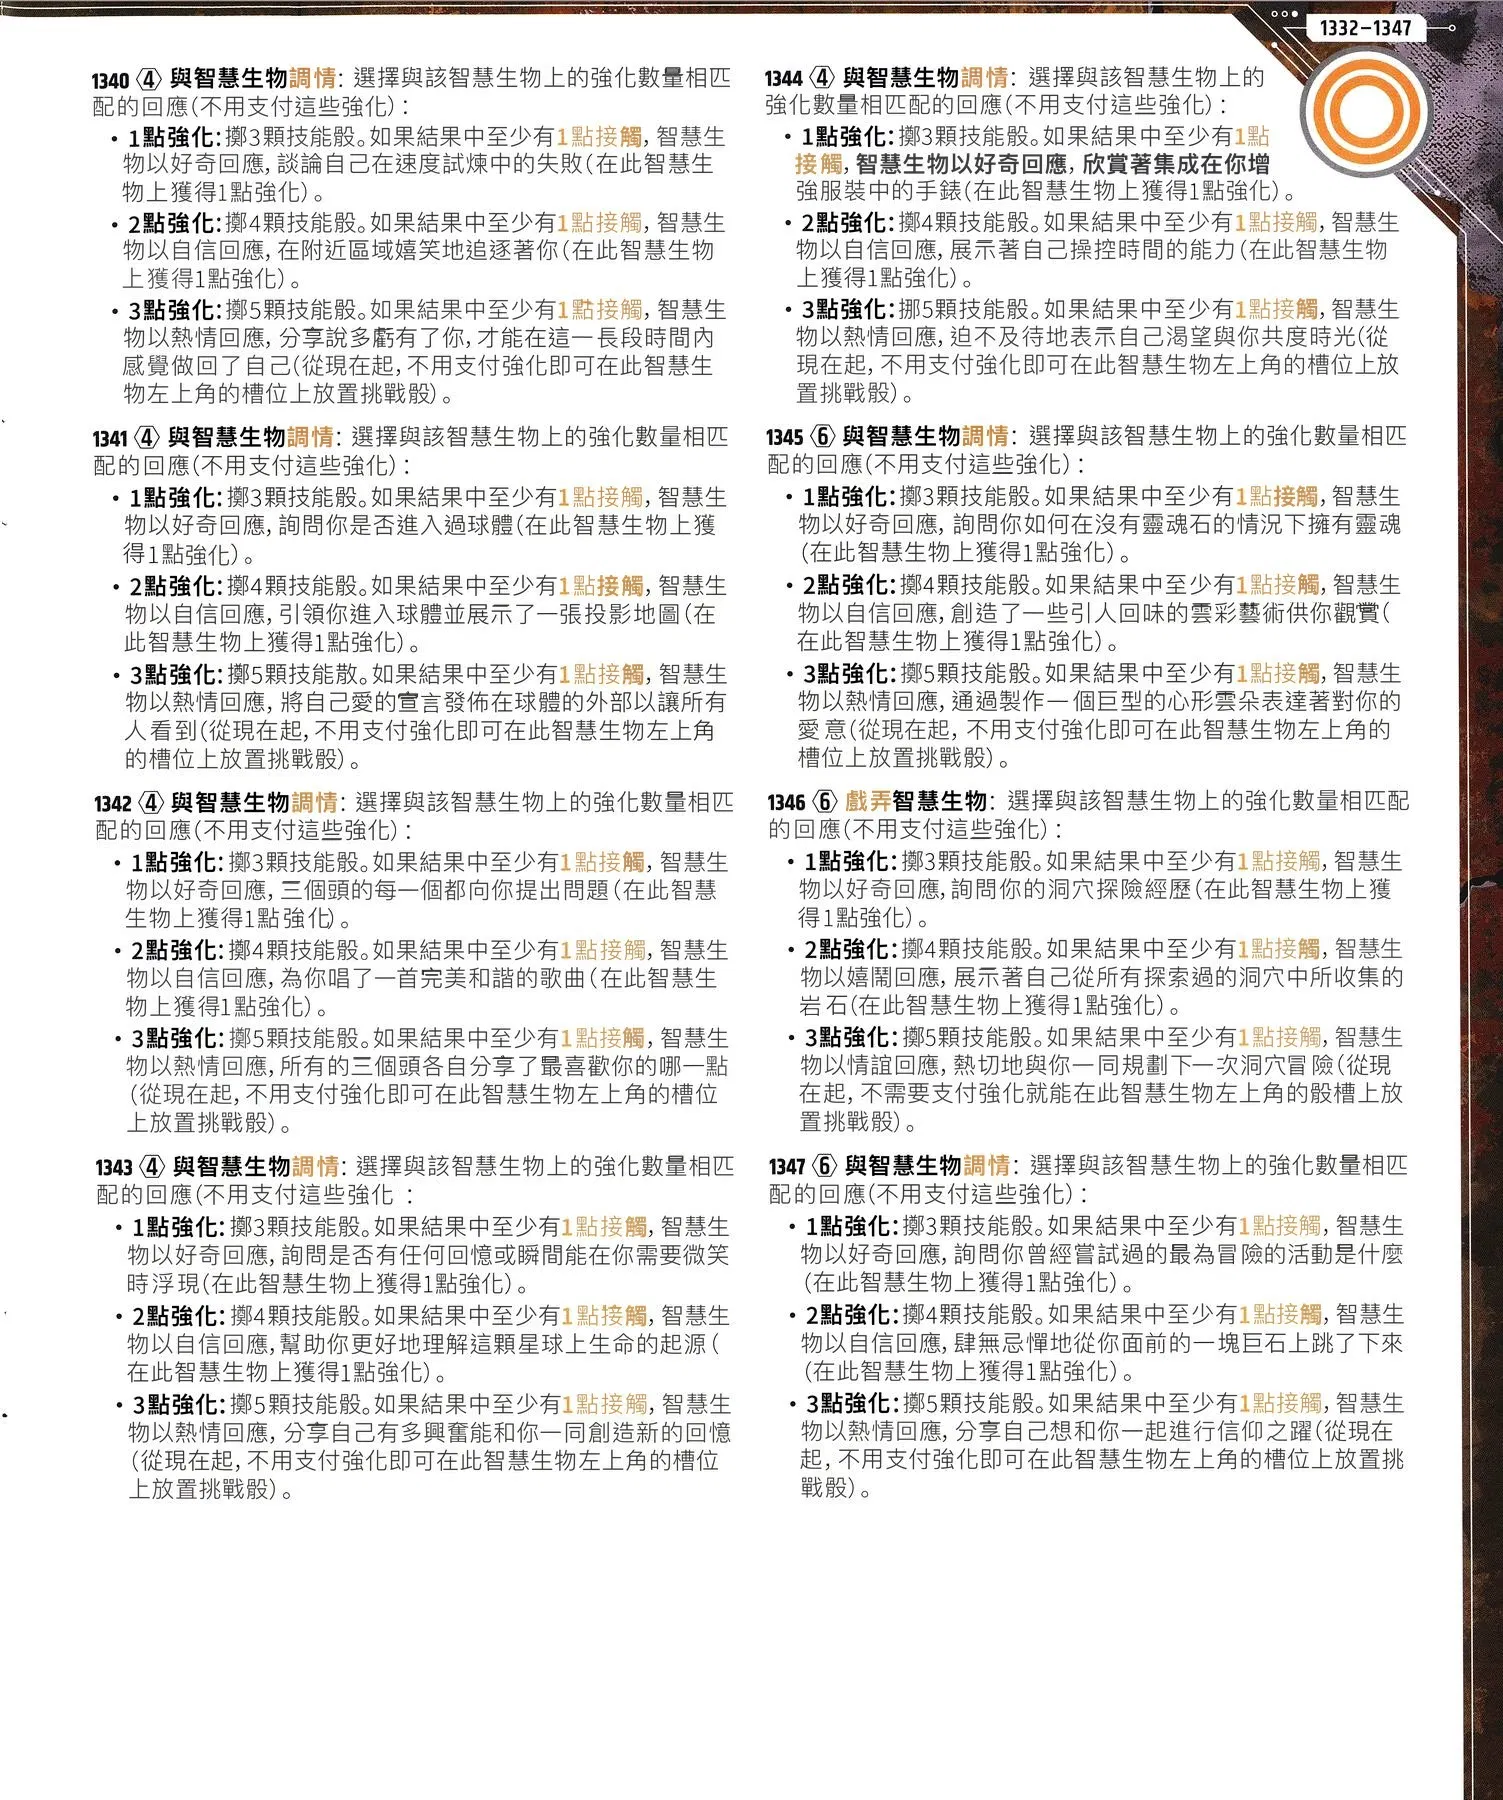 1332–1347
1340 ④ 與智慧生物調情：選擇與該智慧生物上的強化數量相匹
配的回應(不用支付這些強化)：
• 1點強化：擲3顆技能骰。如果結果中至少有1點接觸，智慧生
物以好奇回應，談論自己在速度試煉中的失敗(在此智慧生
物上獲得1點強化)。
• 2點強化：擲4顆技能骰。如果結果中至少有1點接觸，智慧生
物以自信回應，在附近區域嬉笑地追逐著你(在此智慧生物
上獲得1點強化)。
• 3點強化：擲5顆技能骰。如果結果中至少有1點接觸，智慧生
物以熱情回應，分享說多虧有了你，才能在這一長段時間內
感覺做回了自己(從現在起，不用支付強化即可在此智慧生
物左上角的槽位上放置挑戰骰)。
1341 ④ 與智慧生物調情：選擇與該智慧生物上的強化數量相匹
配的回應(不用支付這些強化)：
• 1點強化：擲3顆技能骰。如果結果中至少有1點接觸，智慧生
物以好奇回應，詢問你是否進入過球體(在此智慧生物上獲
得1點強化)。
• 2點強化：擲4顆技能骰。如果結果中至少有1點接觸，智慧生
物以自信回應，引領你進入球體並展示了一張投影地圖(在
此智慧生物上獲得1點強化)。
• 3點強化：擲5顆技能散。如果結果中至少有1點接觸，智慧生
物以熱情回應，將自己愛的宣言發佈在球體的外部以讓所有
人看到(從現在起，不用支付強化即可在此智慧生物左上角
的槽位上放置挑戰骰)。
1342 ④ 與智慧生物調情：選擇與該智慧生物上的強化數量相匹
配的回應(不用支付這些強化)：
• 1點強化：擲3顆技能骰。如果結果中至少有1點接觸，智慧生
物以好奇回應，三個頭的每一個都向你提出問題(在此智慧
生物上獲得1點強化)。
• 2點強化：擲4顆技能骰。如果結果中至少有1點接觸，智慧生
物以自信回應，為你唱了一首完美和諧的歌曲(在此智慧生
物上獲得1點強化)。
• 3點強化：擲5顆技能骰。如果結果中至少有1點接觸，智慧生
物以熱情回應，所有的三個頭各自分享了最喜歡你的哪一點
(從現在起，不用支付強化即可在此智慧生物左上角的槽位
上放置挑戰骰)。
1343 ④ 與智慧生物調情：選擇與該智慧生物上的強化數量相匹
配的回應(不用支付這些強化 ：
• 1點強化：擲3顆技能骰。如果結果中至少有1點接觸，智慧生
物以好奇回應，詢問是否有任何回憶或瞬間能在你需要微笑
時浮現(在此智慧生物上獲得1點強化)。
• 2點強化：擲4顆技能骰。如果結果中至少有1點接觸，智慧生
物以自信回應，幫助你更好地理解這顆星球上生命的起源(
在此智慧生物上獲得1點強化)。
• 3點強化：擲5顆技能骰。如果結果中至少有1點接觸，智慧生
物以熱情回應，分享自己有多興奮能和你一同創造新的回憶
(從現在起，不用支付強化即可在此智慧生物左上角的槽位
上放置挑戰骰)。
1344 ④ 與智慧生物調情：選擇與該智慧生物上的
強化數量相匹配的回應(不用支付這些強化)：
• 1點強化：擲3顆技能骰。如果結果中至少有1點
接觸，智慧生物以好奇回應，欣賞著集成在你增
強服裝中的手錶(在此智慧生物上獲得1點強化)。
• 2點強化：擲4顆技能骰。如果結果中至少有1點接觸，智慧生
物以自信回應，展示著自己操控時間的能力(在此智慧生物
上獲得1點強化)。
• 3點強化：挪5顆技能骰。如果結果中至少有1點接觸，智慧生
物以熱情回應，迫不及待地表示自己渴望與你共度時光(從
現在起，不用支付強化即可在此智慧生物左上角的槽位上放
置挑戰骰)。
1345 ⑥ 與智慧生物調情：選擇與該智慧生物上的強化數量相匹
配的回應(不用支付這些強化)：
• 1點強化：擲3顆技能骰。如果結果中至少有1點接觸，智慧生
物以好奇回應，詢問你如何在沒有靈魂石的情況下擁有靈魂
(在此智慧生物上獲得1點強化)。
• 2點強化：擲4顆技能骰。如果結果中至少有1點接觸，智慧生
物以自信回應，創造了一些引人回味的雲彩藝術供你觀賞(
在此智慧生物上獲得1點強化)。
• 3點強化：擲5顆技能骰。如果結果中至少有1點接觸，智慧生
物以熱情回應，通過製作一個巨型的心形雲朵表達著對你的
愛意(從現在起，不用支付強化即可在此智慧生物左上角的
槽位上放置挑戰骰)。
1346 ⑥ 戲弄智慧生物：選擇與該智慧生物上的強化數量相匹配
的回應(不用支付這些強化)：
• 1點強化：擲3顆技能骰。如果結果中至少有1點接觸，智慧生
物以好奇回應，詢問你的洞穴探險經歷(在此智慧生物上獲
得1點強化)。
• 2點強化：擲4顆技能骰。如果結果中至少有1點接觸，智慧生
物以嬉鬧回應，展示著自己從所有探索過的洞穴中所收集的
岩石(在此智慧生物上獲得1點強化)。
• 3點強化：擲5顆技能骰。如果結果中至少有1點接觸，智慧生
物以情誼回應，熱切地與你一同規劃下一次洞穴冒險(從現
在起，不需要支付強化就能在此智慧生物左上角的骰槽上放
置挑戰骰)。
1347 ⑥ 與智慧生物調情：選擇與該智慧生物上的強化數量相匹
配的回應(不用支付這些強化)：
• 1點強化：擲3顆技能骰。如果結果中至少有1點接觸，智慧生
物以好奇回應，詢問你曾經嘗試過的最為冒險的活動是什麼
(在此智慧生物上獲得1點強化)。
• 2點強化：擲4顆技能骰。如果結果中至少有1點接觸，智慧生
物以自信回應，肆無忌憚地從你面前的一塊巨石上跳了下來
(在此智慧生物上獲得1點強化)。
• 3點強化：擲5顆技能骰。如果結果中至少有1點接觸，智慧生
物以熱情回應，分享自己想和你一起進行信仰之躍(從現在
起，不用支付強化即可在此智慧生物左上角的槽位上放置挑
戰骰)。